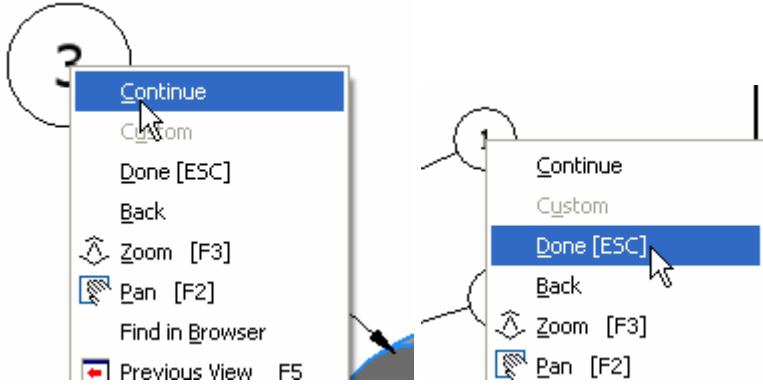 3
Continue
Custom
Done [ESC]
Back
Zoom [F3]
Pan [F2]
Find in Browser
Previous View F5
1
Continue
Custom
Done [ESC]
Back
Zoom [F3]
Pan [F2]